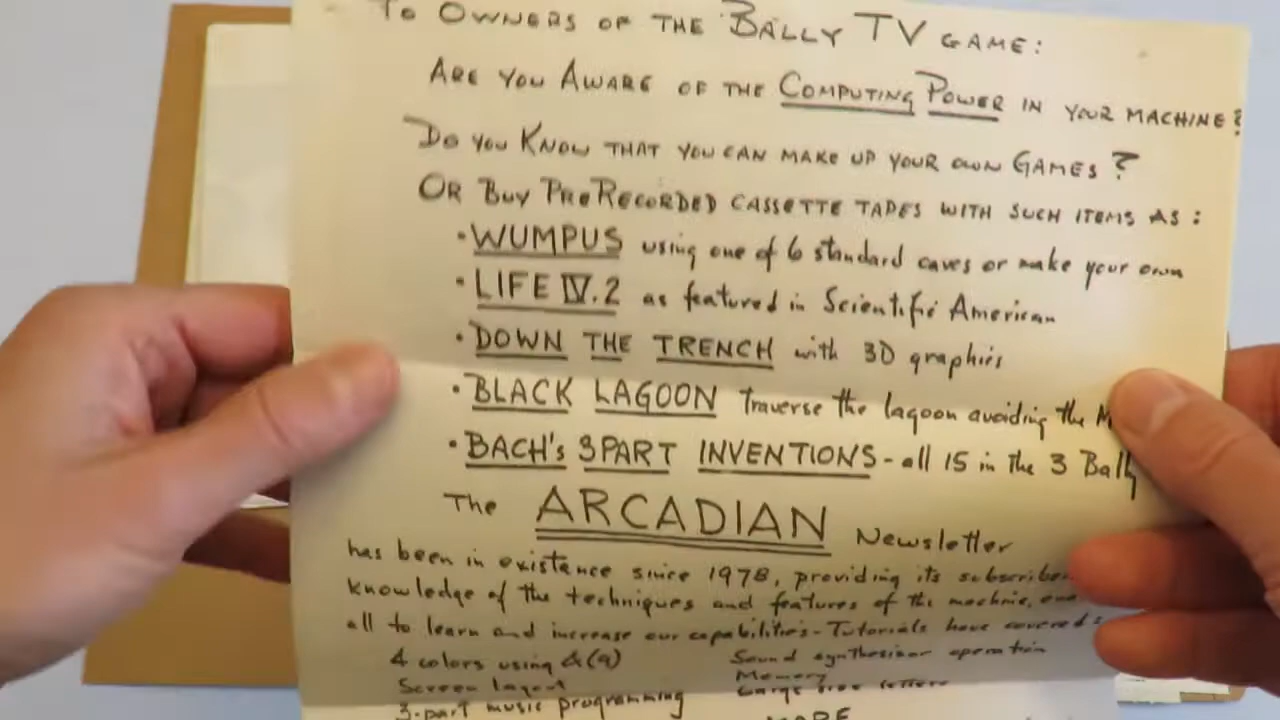 To OWNERS OF THE BALLY TV GAME:
ARE YOU AWARE OF THE COMPUTING POWER IN YOUR MACHINE?
DO YOU KNOW THAT YOU CAN MAKE UP YOUR OWN GAMES?
OR BUY PRERECORDED CASSETTE TAPES WITH SUCH ITEMS AS:
• WUMPUS using one of 6 standard caves or make your own
• LIFE IV.2 as featured in Scientific American
• DOWN THE TRENCH with 3D graphics
• BLACK LAGOON traverse the lagoon avoiding the
• BACH's 3PART INVENTIONS - all 15 in the 3 Bally
The ARCADIAN Newsletter
has been in existance since 1978, providing its
knowledge of the techniques and features of the machine,
all to learn and increase our capabilities - Tutorials have covered:
4 colors using &(9) Sound synthesizer operation
Screen layout Memory
3-part music programming Large size letters